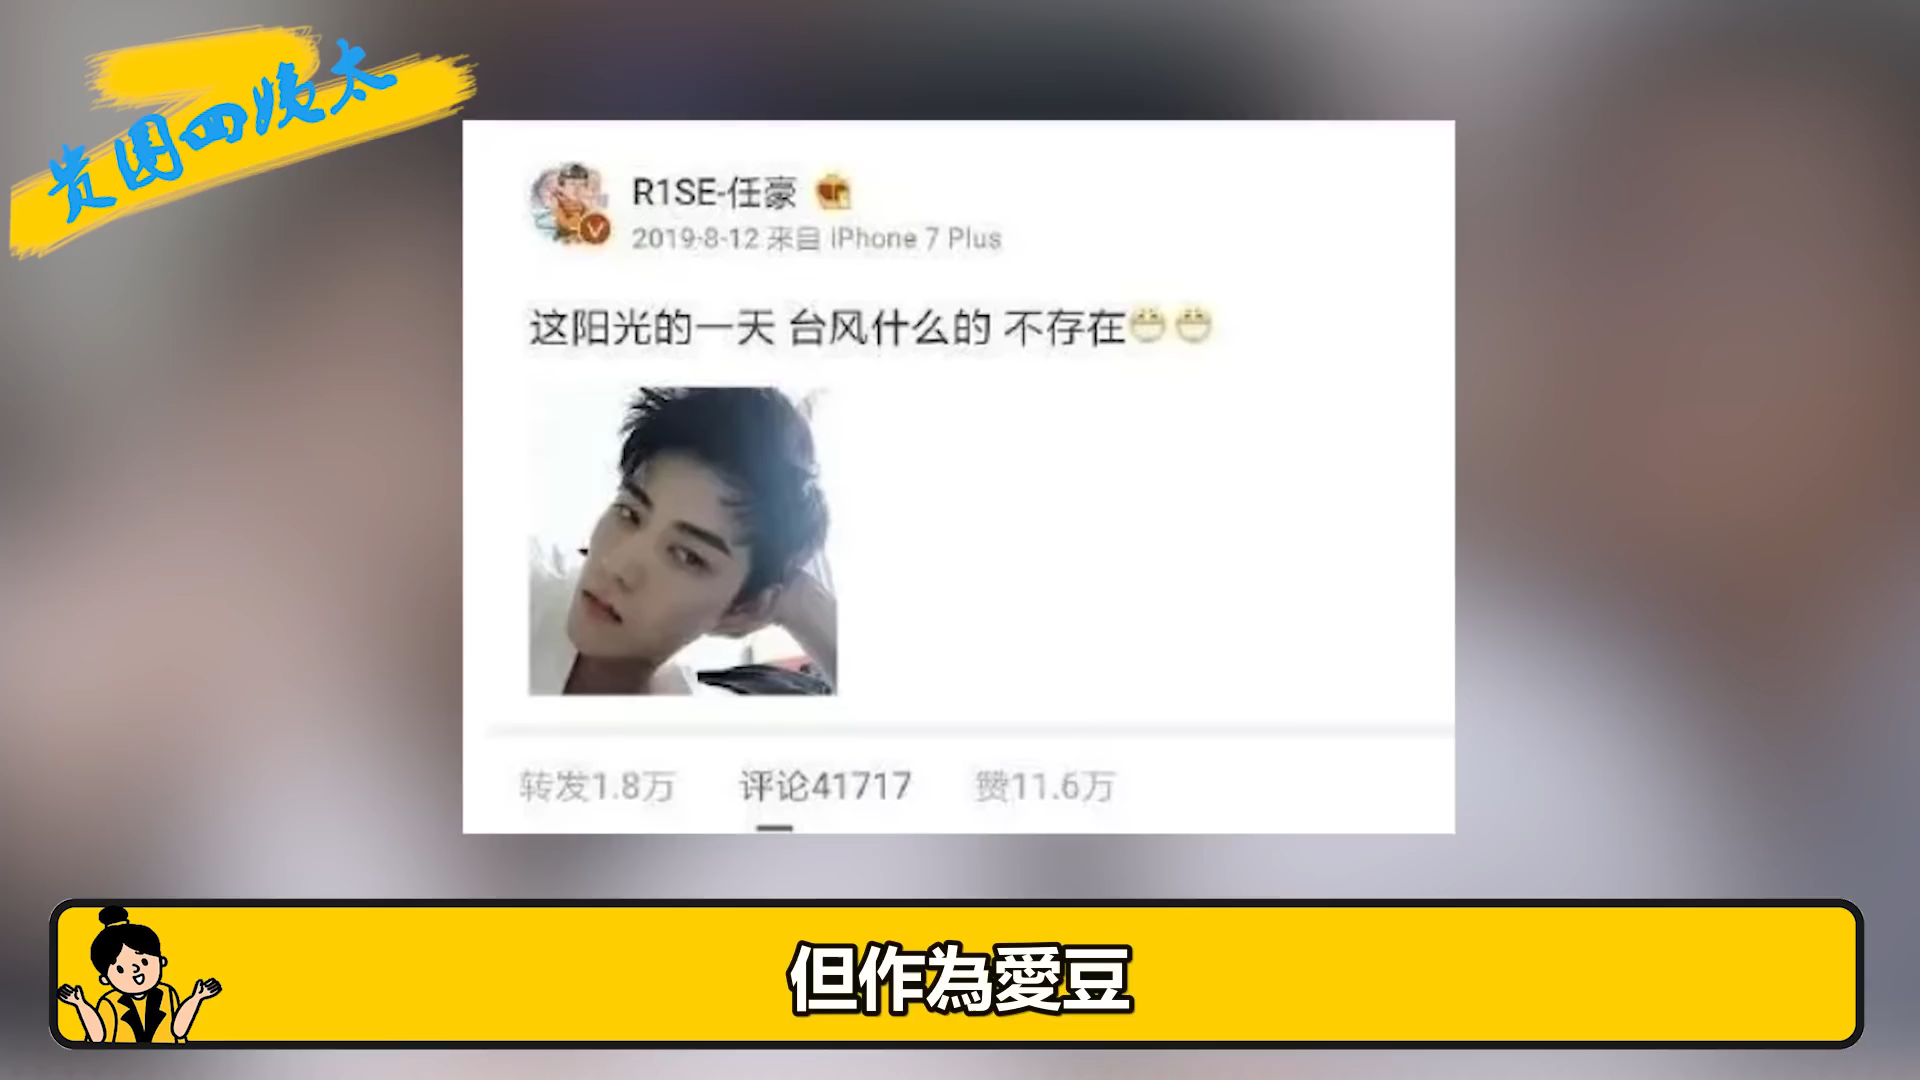 贵圈四姨太
R1SE-任豪
2019-8-12 来自 iPhone 7 Plus
这阳光的一天 台风什么的 不存在
转发1.8万 评论41717 赞11.6万
但作為愛豆